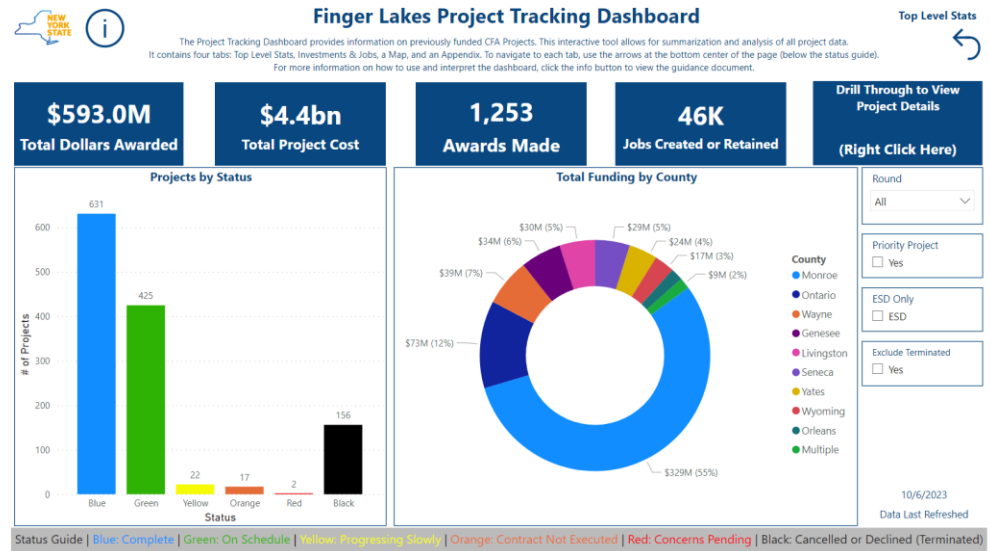 NEW
YORK
STATE
i
Finger Lakes Project Tracking Dashboard
Top Level Stats
The Project Tracking Dashboard provides information on previously funded CFA Projects. This interactive tool allows for summarization and analysis of all project data.
It contains four tabs: Top Level Stats, Investments & Jobs, a Map, and an Appendix. To navigate to each tab, use the arrows at the bottom center of the page (below the status guide).
For more information on how to use and interpret the dashboard, click the info button to view the guidance document.
$593.0M
Total Dollars Awarded
$4.4bn
Total Project Cost
1,253
Awards Made
46K
Jobs Created or Retained
Drill Through to View
Project Details
(Right Click Here)
Projects by Status
# of Projects
600
500
400
300
200
100
0
631
425
22
17
2
156
Blue
Green
Yellow
Orange
Red
Black
Status
Total Funding by County
$30M (5%)
$29M (5%)
$34M (6%)
$24M (4%)
$17M (3%)
$39M (7%)
$9M (2%)
$73M (12%)
$329M (55%)
County
Monroe
Ontario
Wayne
Genesee
Livingston
Seneca
Yates
Wyoming
Orleans
Multiple
Round
All
Priority Project
Yes
ESD Only
ESD
Exclude Terminated
Yes
10/6/2023
Data Last Refreshed
Status Guide | Blue: Complete | Green: On Schedule | Yellow: Progressing Slowly | Orange: Contract Not Executed | Red: Concerns Pending | Black: Cancelled or Declined (Terminated)